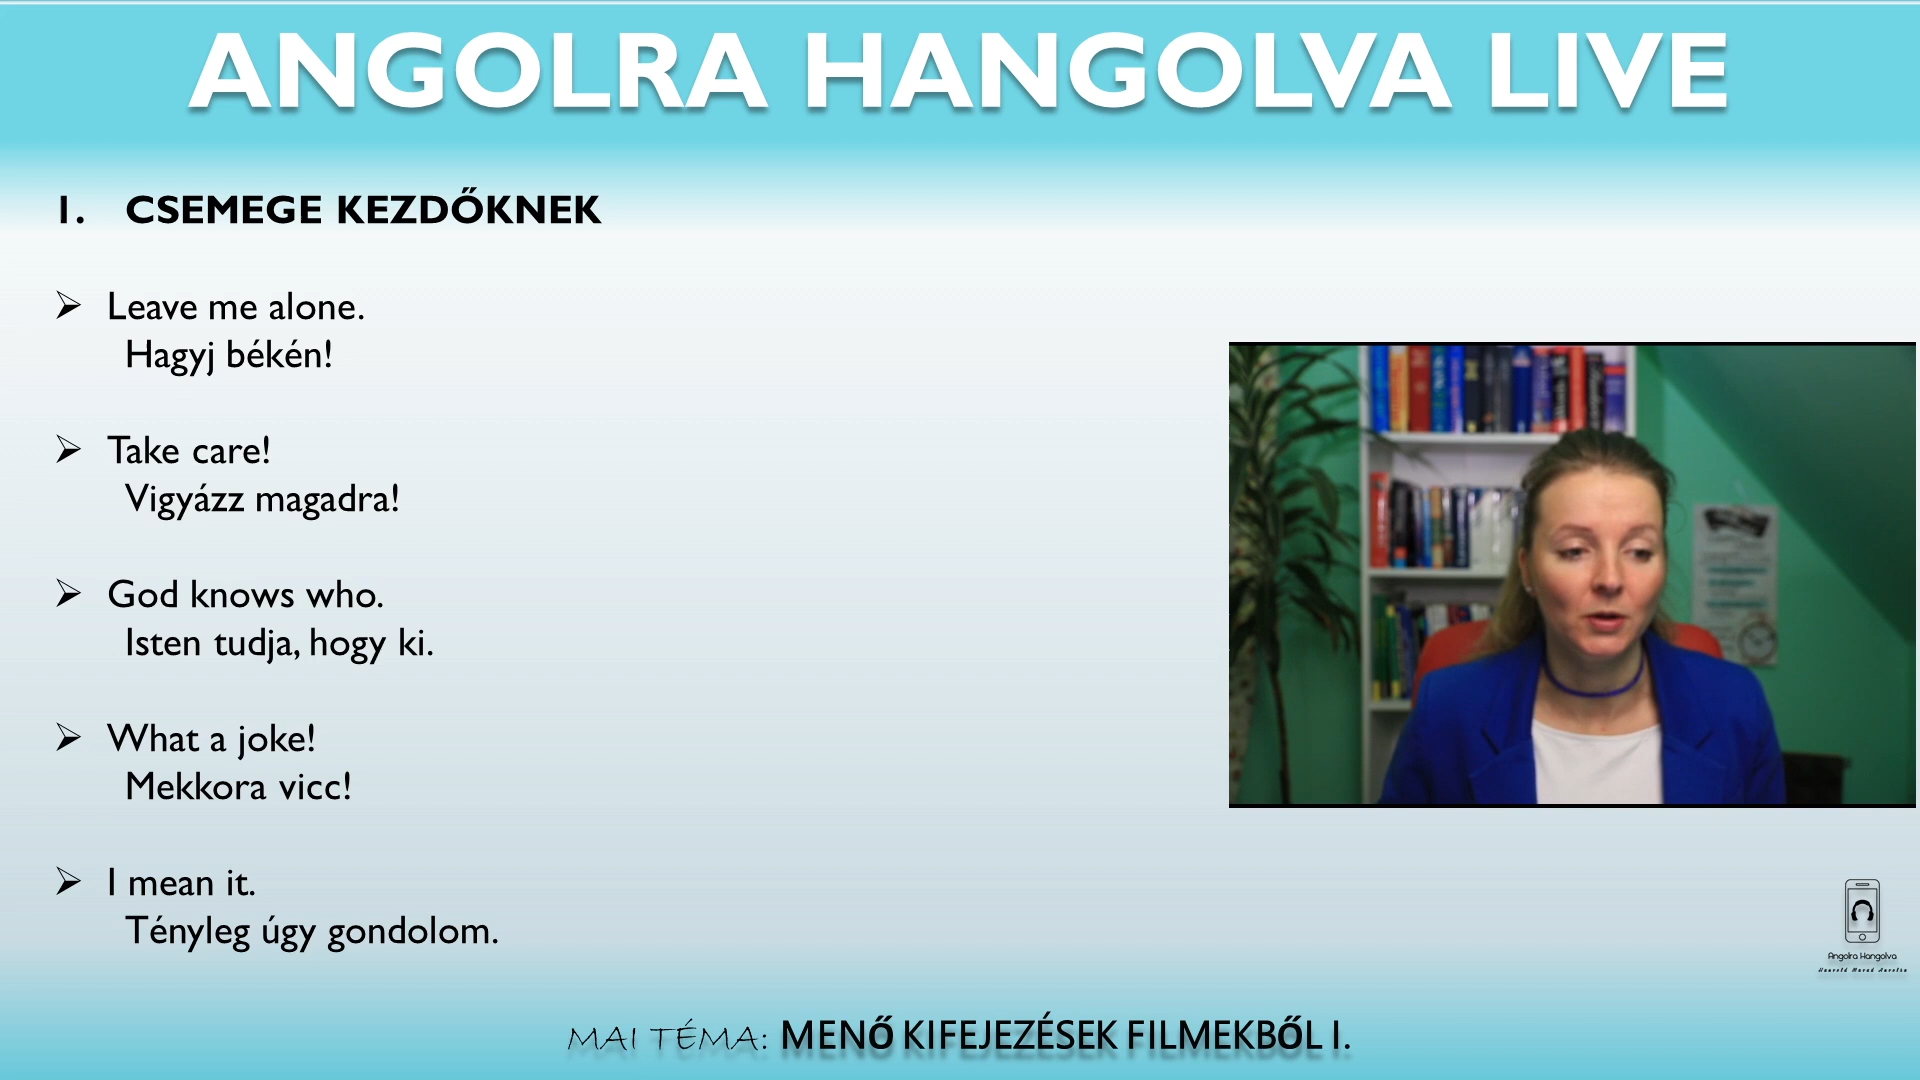 ANGOLRA HANGOLVA LIVE
1. CSEMEGE KEZDŐKNEK
➢ Leave me alone.
Hagyj békén!
➢ Take care!
Vigyázz magadra!
➢ God knows who.
Isten tudja, hogy ki.
➢ What a joke!
Mekkora vicc!
➢ I mean it.
Tényleg úgy gondolom.
Angolra Hangolva
MAI TÉMA: MENŐ KIFEJEZÉSEK FILMEKBŐL I.